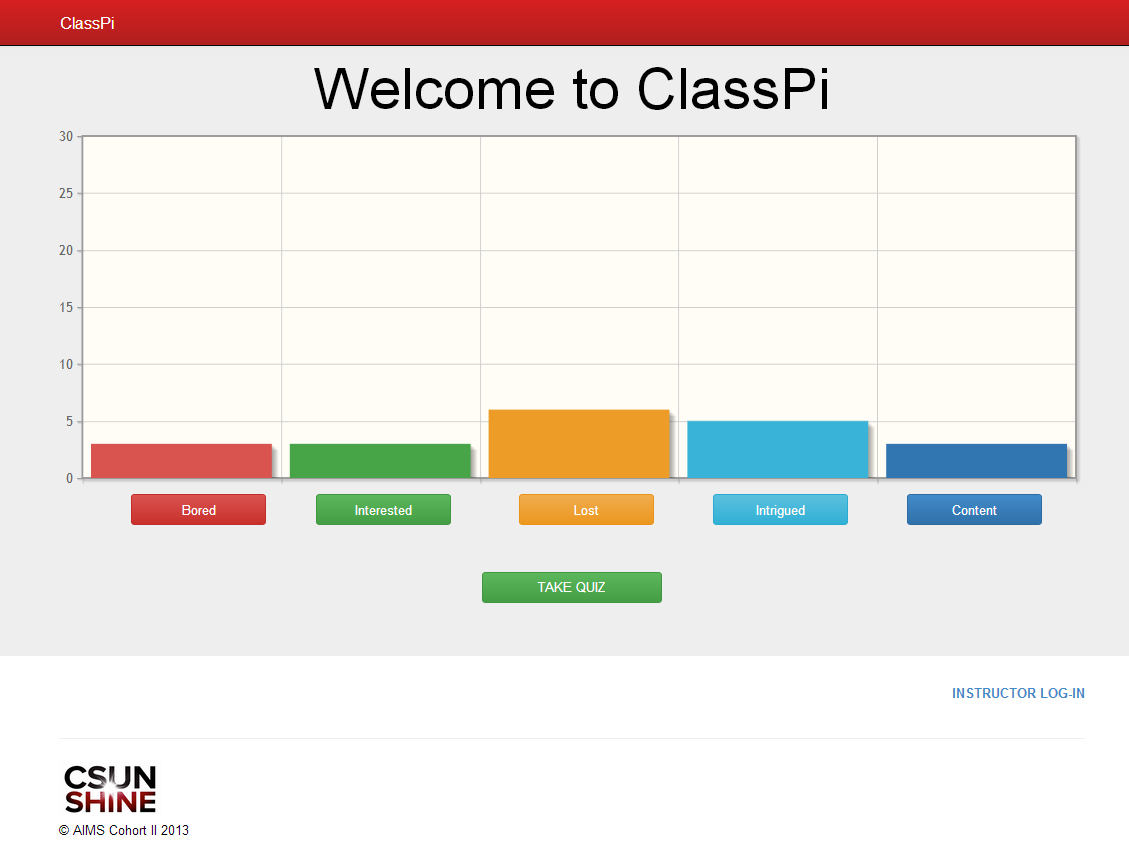 ClassPi
Welcome to ClassPi
30
25
20
15
10
5
0
Bored Interested Lost Intrigued Content
TAKE QUIZ
INSTRUCTOR LOG-IN
CSUN
SHINE
© AIMS Cohort II 2013